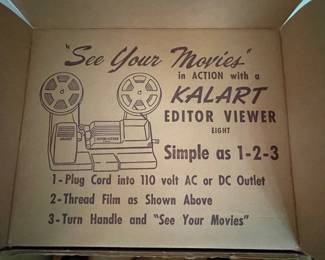 "See Your Movies"
in ACTION with a
KALART
EDITOR VIEWER
EIGHT
Simple as 1-2-3
1-Plug Cord into 110 volt AC or DC Outlet
2-Thread Film as Shown Above
3-Turn Handle and "See Your Movies"